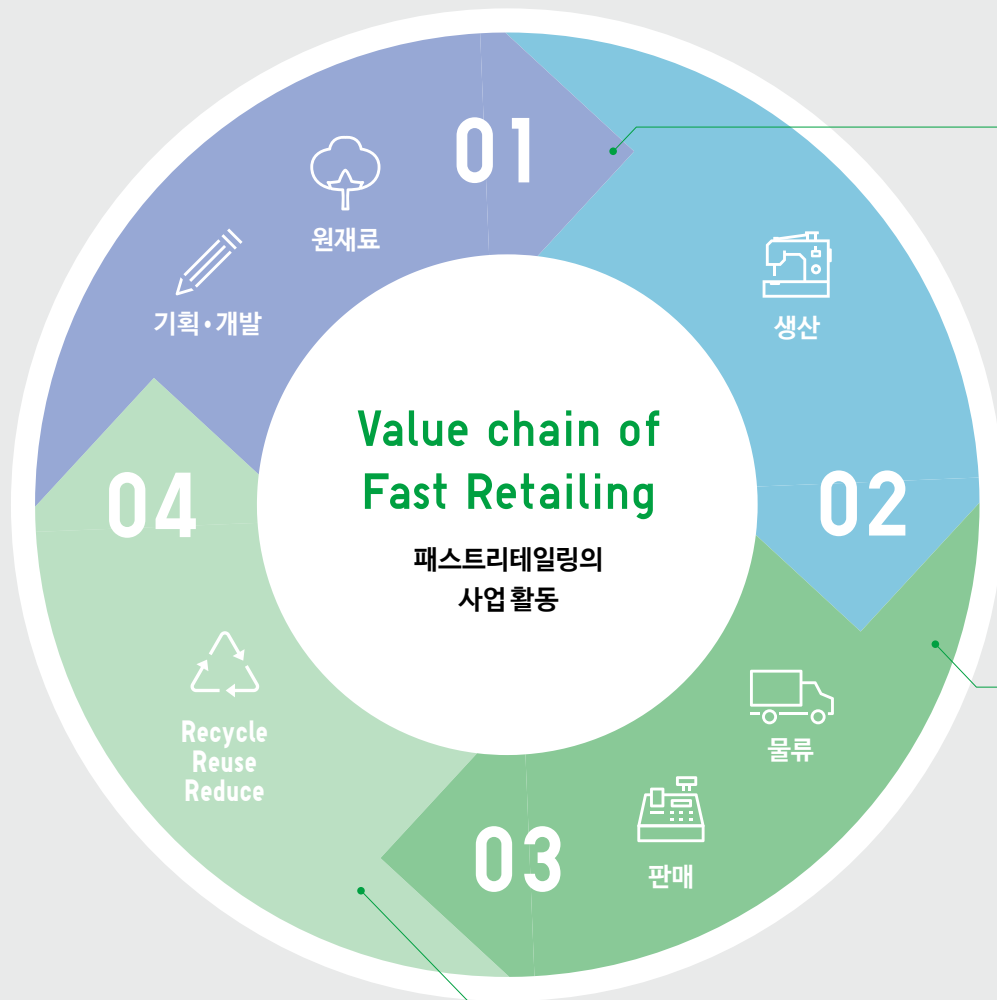 Value chain of
Fast Retailing
패스트리테일링의
사업 활동
01
원재료
기획•개발
생산
02
물류
판매
03
Recycle
Reuse
Reduce
04